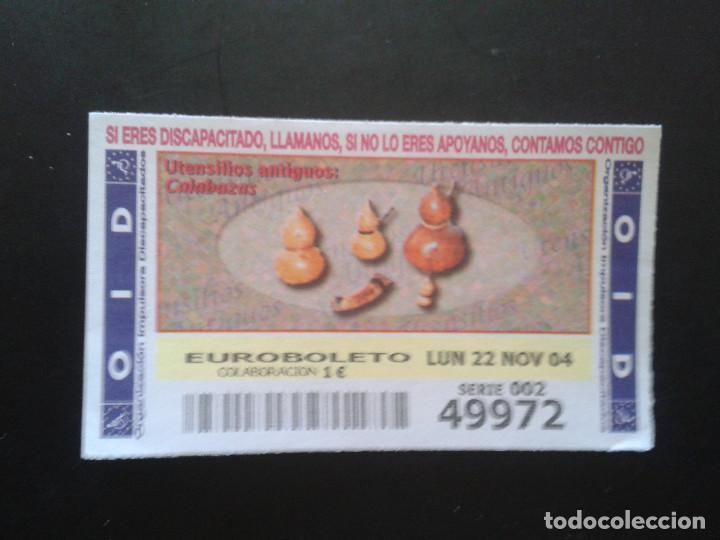 SI ERES DISCAPACITADO, LLAMANOS, SI NO LO ERES APOYANOS, CONTAMOS CONTIGO
OID
Organización Impulsora Discapacitados
Utensilios antiguos:
Calabazas
EUROBOLETO LUN 22 NOV 04
COLABORACION 1 €
SERIE 002
49972
Organización Impulsora Discapacitados
OID
todocoleccion.net